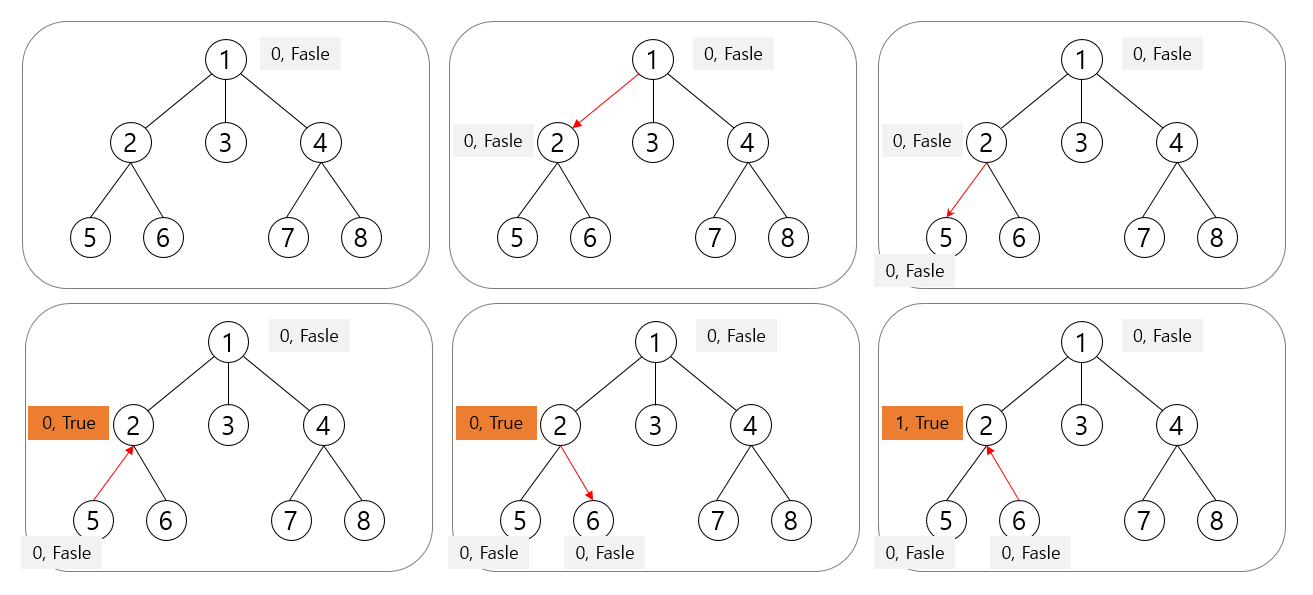 1 0, Fasle
2 3 4
5 6 7 8
1 0, Fasle
0, Fasle 2 3 4
5 6 7 8
1 0, Fasle
0, Fasle 2 3 4
5 6 7 8
0, Fasle
1 0, Fasle
0, True 2 3 4
5 6 7 8
0, Fasle
1 0, Fasle
0, True 2 3 4
5 6 7 8
0, Fasle 0, Fasle
1 0, Fasle
1, True 2 3 4
5 6 7 8
0, Fasle 0, Fasle